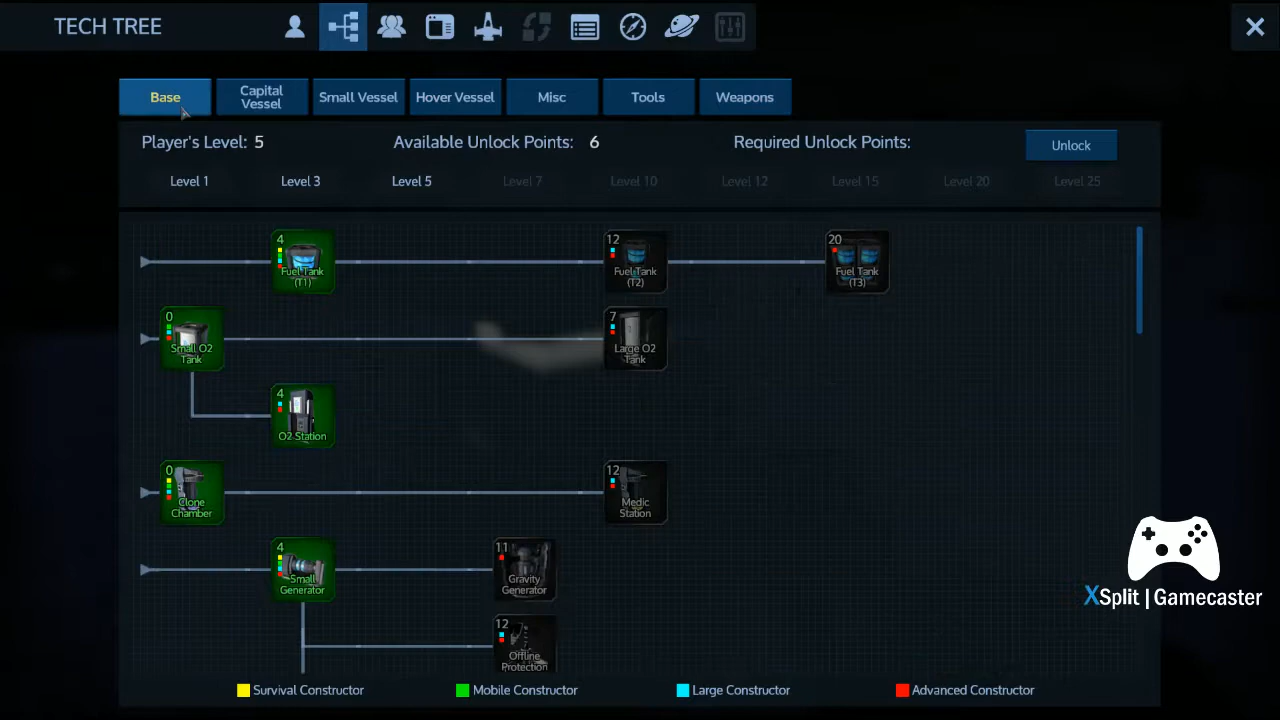 TECH TREE
Base
Capital
Vessel
Small Vessel
Hover Vessel
Misc
Tools
Weapons
Player's Level: 5
Available Unlock Points: 6
Required Unlock Points:
Unlock
Level 1
Level 3
Level 5
Level 7
Level 10
Level 12
Level 15
Level 20
Level 25
4
Fuel Tank
(T1)
12
Fuel Tank
(T2)
20
Fuel Tank
(T3)
0
Small O2
Tank
7
Large O2
Tank
4
O2 Station
0
Clone
Chamber
12
Medic
Station
4
Small
Generator
11
Gravity
Generator
12
Offline
Protection
XSplit | Gamecaster
Survival Constructor
Mobile Constructor
Large Constructor
Advanced Constructor